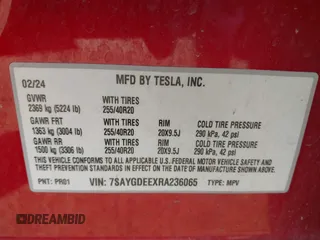 MFD BY TESLA, INC.
02/24
GVWR WITH TIRES
2369 kg (5224 lb) 255/40R20
GAWR FRT WITH TIRES RIM COLD TIRE PRESSURE
1363 kg (3004 lb) 255/40R20 20X9.5J 290 kPa, 42 psi
GAWR RR WITH TIRES RIM COLD TIRE PRESSURE
1500 kg (3306 lb) 255/40R20 20X9.5J 290 kPa, 42 psi
THIS VEHICLE CONFORMS TO ALL APPLICABLE U.S. FEDERAL MOTOR VEHICLE SAFETY AND
THEFT PREVENTION STANDARDS IN EFFECT ON THE DATE OF MANUFACTURE SHOWN ABOVE.
PNT: PR01 VIN: 7SAYGDEEXRA236065 TYPE: MPV
DREAMBID